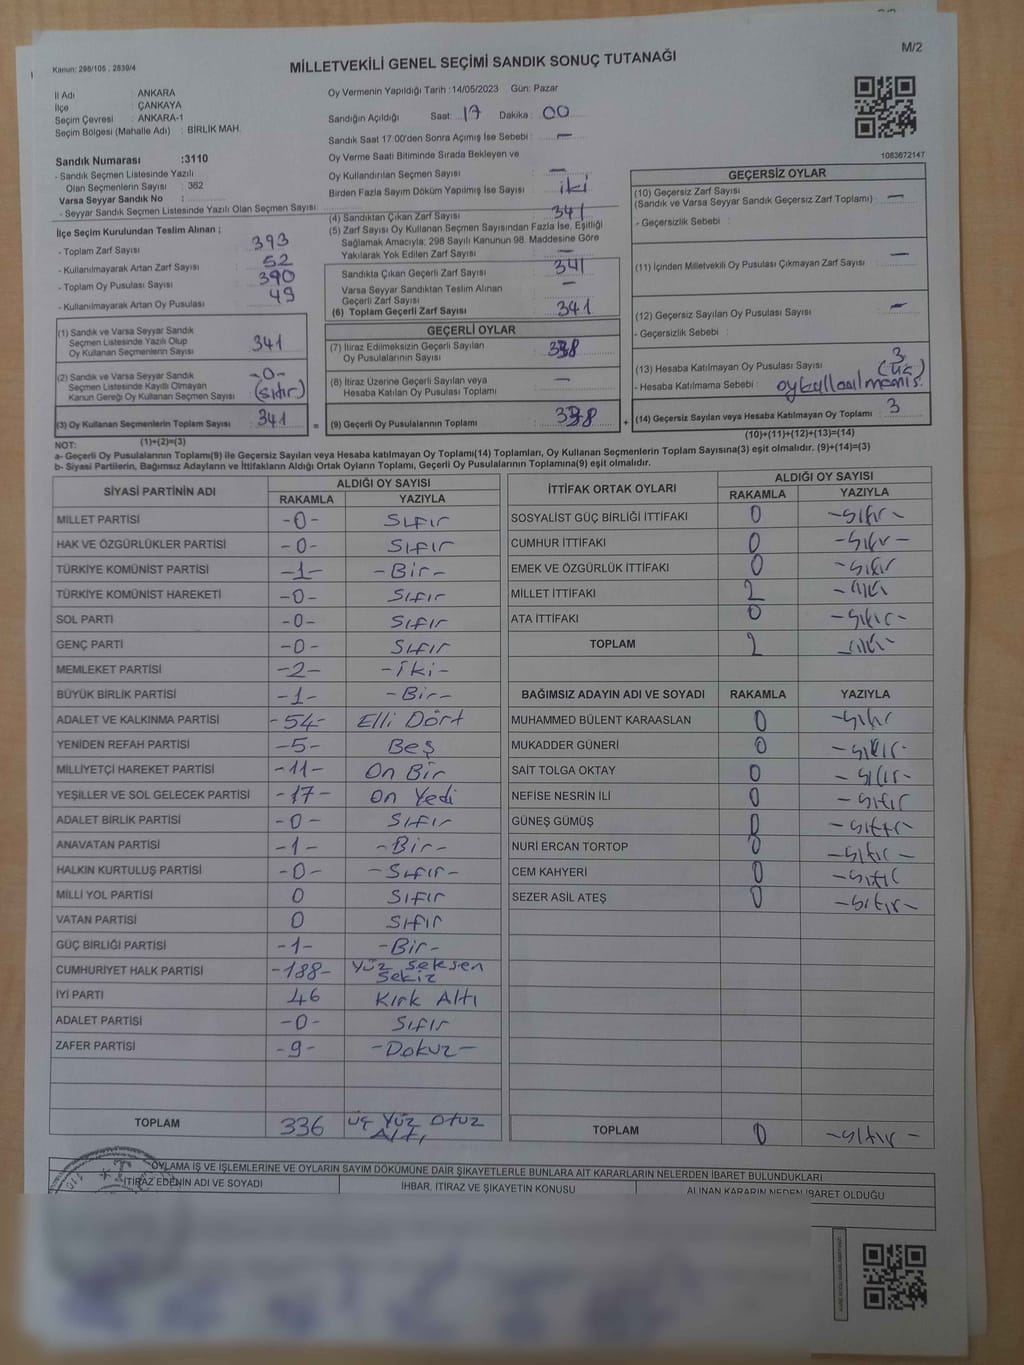 Kanun: 298/105 , 2839/4
MİLLETVEKİLİ GENEL SEÇİMİ SANDIK SONUÇ TUTANAĞI
M/2
İl Adı : ANKARA
İlçe : ÇANKAYA
Seçim Çevresi : ANKARA-1
Seçim Bölgesi (Mahalle Adı) : BİRLİK MAH.
Sandık Numarası :3110
- Sandık Seçmen Listesinde Yazılı
Olan Seçmenlerin Sayısı : 362
Varsa Seyyar Sandık No :
- Seyyar Sandık Seçmen Listesinde Yazılı Olan Seçmen Sayısı:
Oy Vermenin Yapıldığı Tarih :14/05/2023 Gün: Pazar
Sandığın Açıldığı Saat: 17 Dakika: 00
Sandık Saat 17.00'den Sonra Açımış İse Sebebi : —
Oy Verme Saati Bitiminde Sırada Bekleyen ve
Oy Kullandırılan Seçmen Sayısı : —
Birden Fazla Sayım Döküm Yapılmış İse Sayısı : iki
1083672147
İlçe Seçim Kurulundan Teslim Alınan ;
- Toplam Zarf Sayısı : 393
- Kullanılmayarak Artan Zarf Sayısı : 52
- Toplam Oy Pusulası Sayısı : 390
- Kullanılmayarak Artan Oy Pusulası : 49
(1) Sandık ve Varsa Seyyar Sandık
Seçmen Listesinde Yazılı Olup
Oy Kullanan Seçmenlerin Sayısı : 341
(2) Sandık ve Varsa Seyyar Sandık
Seçmen Listesinde Kayıtlı Olmayan
Kanun Gereği Oy Kullanan Seçmen Sayısı : -0- (sıfır)
(3) Oy Kullanan Seçmenlerin Toplam Sayısı : 341
(1)+(2)=(3)
(4) Sandıktan Çıkan Zarf Sayısı : 341
(5) Zarf Sayısı Oy Kullanan Seçmen Sayısından Fazla İse, Eşitliği
Sağlamak Amacıyla, 298 Sayılı Kanunun 98. Maddesine Göre
Yakılarak Yok Edilen Zarf Sayısı : —
Sandıkta Çıkan Geçerli Zarf Sayısı : 341
Varsa Seyyar Sandıktan Teslim Alınan
Geçerli Zarf Sayısı : —
(6) Toplam Geçerli Zarf Sayısı : 341
GEÇERLİ OYLAR
(7) İtiraz Edilmeksizin Geçerli Sayılan
Oy Pusulalarının Sayısı : 338
(8) İtiraz Üzerine Geçerli Sayılan veya
Hesaba Katılan Oy Pusulası Toplamı : —
= (9) Geçerli Oy Pusulalarının Toplamı : 338 +
GEÇERSİZ OYLAR
(10) Geçersiz Zarf Sayısı
(Sandık ve Varsa Seyyar Sandık Geçersiz Zarf Toplamı) : —
- Geçersizlik Sebebi :
(11) İçinden Milletvekili Oy Pusulası Çıkmayan Zarf Sayısı : —
(12) Geçersiz Sayılan Oy Pusulası Sayısı : —
- Geçersizlik Sebebi :
(13) Hesaba Katılmayan Oy Pusulası Sayısı : 3 (üç)
- Hesaba Katılmama Sebebi : oy kullanılmamış.
(14) Geçersiz Sayılan veya Hesaba Katılmayan Oy Toplamı : 3
(10)+(11)+(12)+(13)=(14)
NOT:
a- Geçerli Oy Pusulalarının Toplamı(9) ile Geçersiz Sayılan veya Hesaba katılmayan Oy Toplamı(14) Toplamları, Oy Kullanan Seçmenlerin Toplam Sayısına(3) eşit olmalıdır. (9)+(14)=(3)
b- Siyasi Partilerin, Bağımsız Adayların ve İttifakların Aldığı Ortak Oyların Toplamı, Geçerli Oy Pusulalarının Toplamına(9) eşit olmalıdır.
SİYASİ PARTİNİN ADI ALDIĞI OY SAYISI
RAKAMLA YAZIYLA
MİLLET PARTİSİ -0- Sıfır
HAK VE ÖZGÜRLÜKLER PARTİSİ -0- Sıfır
TÜRKİYE KOMÜNİST PARTİSİ -1- -Bir-
TÜRKİYE KOMÜNİST HAREKETİ -0- Sıfır
SOL PARTİ -0- Sıfır
GENÇ PARTİ -0- Sıfır
MEMLEKET PARTİSİ -2- -iki-
BÜYÜK BİRLİK PARTİSİ -1- -Bir-
ADALET VE KALKINMA PARTİSİ -54- Elli Dört
YENİDEN REFAH PARTİSİ -5- Beş
MİLLİYETÇİ HAREKET PARTİSİ -11- On Bir
YEŞİLLER VE SOL GELECEK PARTİSİ -17- On Yedi
ADALET BİRLİK PARTİSİ -0- Sıfır
ANAVATAN PARTİSİ -1- -Bir-
HALKIN KURTULUŞ PARTİSİ -0- -Sıfır-
MİLLİ YOL PARTİSİ 0 Sıfır
VATAN PARTİSİ 0 Sıfır
GÜÇ BİRLİĞİ PARTİSİ -1- -Bir-
CUMHURİYET HALK PARTİSİ -188- Yüz Seksen Sekiz
İYİ PARTİ 46 Kırk Altı
ADALET PARTİSİ -0- Sıfır
ZAFER PARTİSİ -9- -Dokuz-
TOPLAM 336 Üç Yüz Otuz Altı
İTTİFAK ORTAK OYLARI ALDIĞI OY SAYISI
RAKAMLA YAZIYLA
SOSYALİST GÜÇ BİRLİĞİ İTTİFAKI 0 -sıfır-
CUMHUR İTTİFAKI 0 -sıfır-
EMEK VE ÖZGÜRLÜK İTTİFAKI 0 -sıfır
MİLLET İTTİFAKI 2 -iki
ATA İTTİFAKI 0 -sıfır-
TOPLAM 2 -iki-
BAĞIMSIZ ADAYIN ADI VE SOYADI RAKAMLA YAZIYLA
MUHAMMED BÜLENT KARAASLAN 0 -sıfır
MUKADDER GÜNERİ 0 -sıfır-
SAİT TOLGA OKTAY 0 -sıfır-
NEFİSE NESRİN İLİ 0 -sıfır
GÜNEŞ GÜMÜŞ 0 -sıfır-
NURİ ERCAN TORTOP 0 -sıfır-
CEM KAHYERİ 0 -sıfır
SEZER ASİL ATEŞ 0 -sıfır-
TOPLAM 0 -sıfır-
OYLAMA İŞ VE İŞLEMLERİNE VE OYLARIN SAYIM DÖKÜMÜNE DAİR ŞİKAYETLERLE BUNLARA AİT KARARLARIN NELERDEN İBARET BULUNDUKLARI
İTİRAZ EDENİN ADI VE SOYADI İHBAR, İTİRAZ VE ŞİKAYETİN KONUSU ALINAN KARARIN NEDEN İBARET OLDUĞU